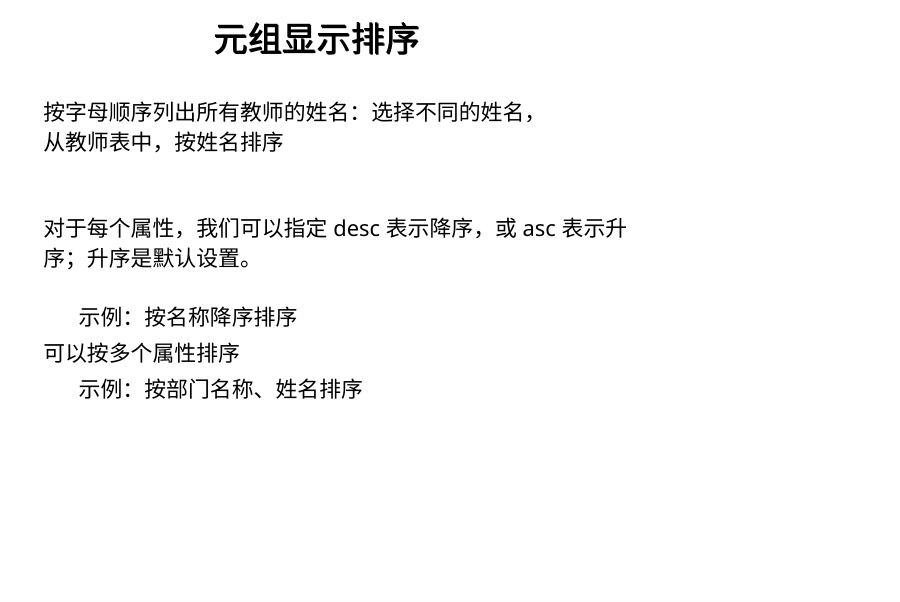 元组显示排序
按字母顺序列出所有教师的姓名：选择不同的姓名，
从教师表中，按姓名排序
对于每个属性，我们可以指定 desc 表示降序，或 asc 表示升
序；升序是默认设置。
示例：按名称降序排序
可以按多个属性排序
示例：按部门名称、姓名排序